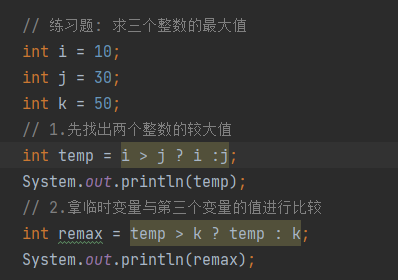 // 练习题: 求三个整数的最大值
int i = 10;
int j = 30;
int k = 50;
// 1.先找出两个整数的较大值
int temp = i > j ? i :j;
System.out.println(temp);
// 2.拿临时变量与第三个变量的值进行比较
int remax = temp > k ? temp : k;
System.out.println(remax);